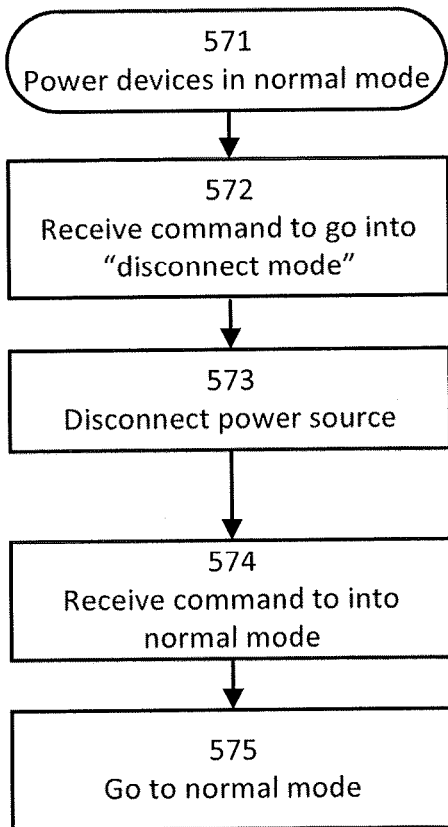 571
Power devices in normal mode
572
Receive command to go into
“disconnect mode”
573
Disconnect power source
574
Receive command to into
normal mode
575
Go to normal mode